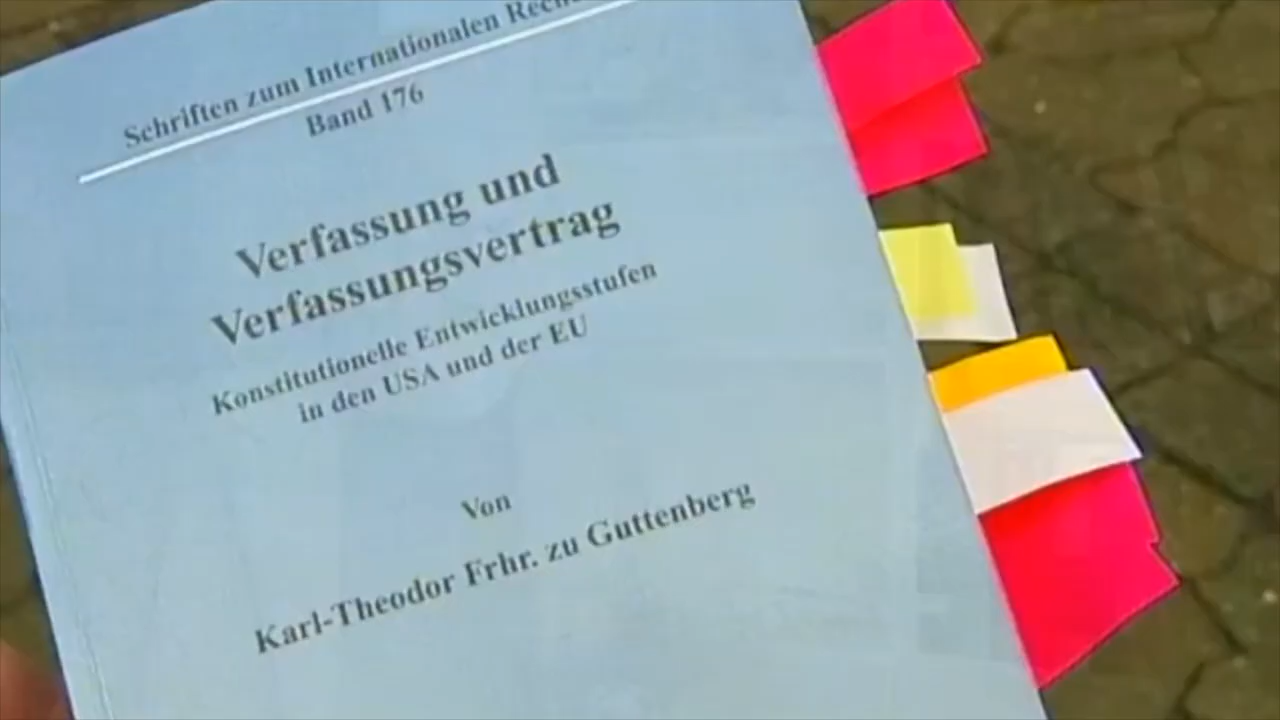 Schriften zum Internationalen
Band 176
Verfassung und
Verfassungsvertrag
Konstitutionelle Entwicklungsstufen
in den USA und der EU
Von
Karl-Theodor Frhr. zu Guttenberg